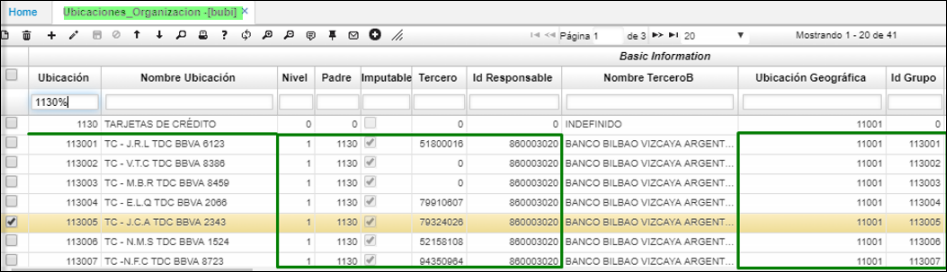 Home Ubicaciones_Organizacion -[bubi] ×
Página 1 de 3 20 Mostrando 1 - 20 de 41
Basic Information
Ubicación Nombre Ubicación Nivel Padre Imputable Tercero Id Responsable Nombre TerceroB Ubicación Geográfica Id Grupo
1130%
1130 TARJETAS DE CRÉDITO 0 0 0 0 INDEFINIDO 11001 0
113001 TC - J.R.L TDC BBVA 6123 1 1130 51800016 860003020 BANCO BILBAO VIZCAYA ARGENT... 11001 113001
113002 TC - V.T.C TDC BBVA 8386 1 1130 0 860003020 BANCO BILBAO VIZCAYA ARGENT... 11001 113002
113003 TC - M.B.R TDC BBVA 8459 1 1130 0 860003020 BANCO BILBAO VIZCAYA ARGENT... 11001 113003
113004 TC - E.L.Q TDC BBVA 2066 1 1130 79910607 860003020 BANCO BILBAO VIZCAYA ARGENT... 11001 113004
113005 TC - J.C.A TDC BBVA 2343 1 1130 79324026 860003020 BANCO BILBAO VIZCAYA ARGENT... 11001 113005
113006 TC - N.M.S TDC BBVA 1524 1 1130 52158108 860003020 BANCO BILBAO VIZCAYA ARGENT... 11001 113006
113007 TC -N.F.C TDC BBVA 8723 1 1130 94350964 860003020 BANCO BILBAO VIZCAYA ARGENT... 11001 113007